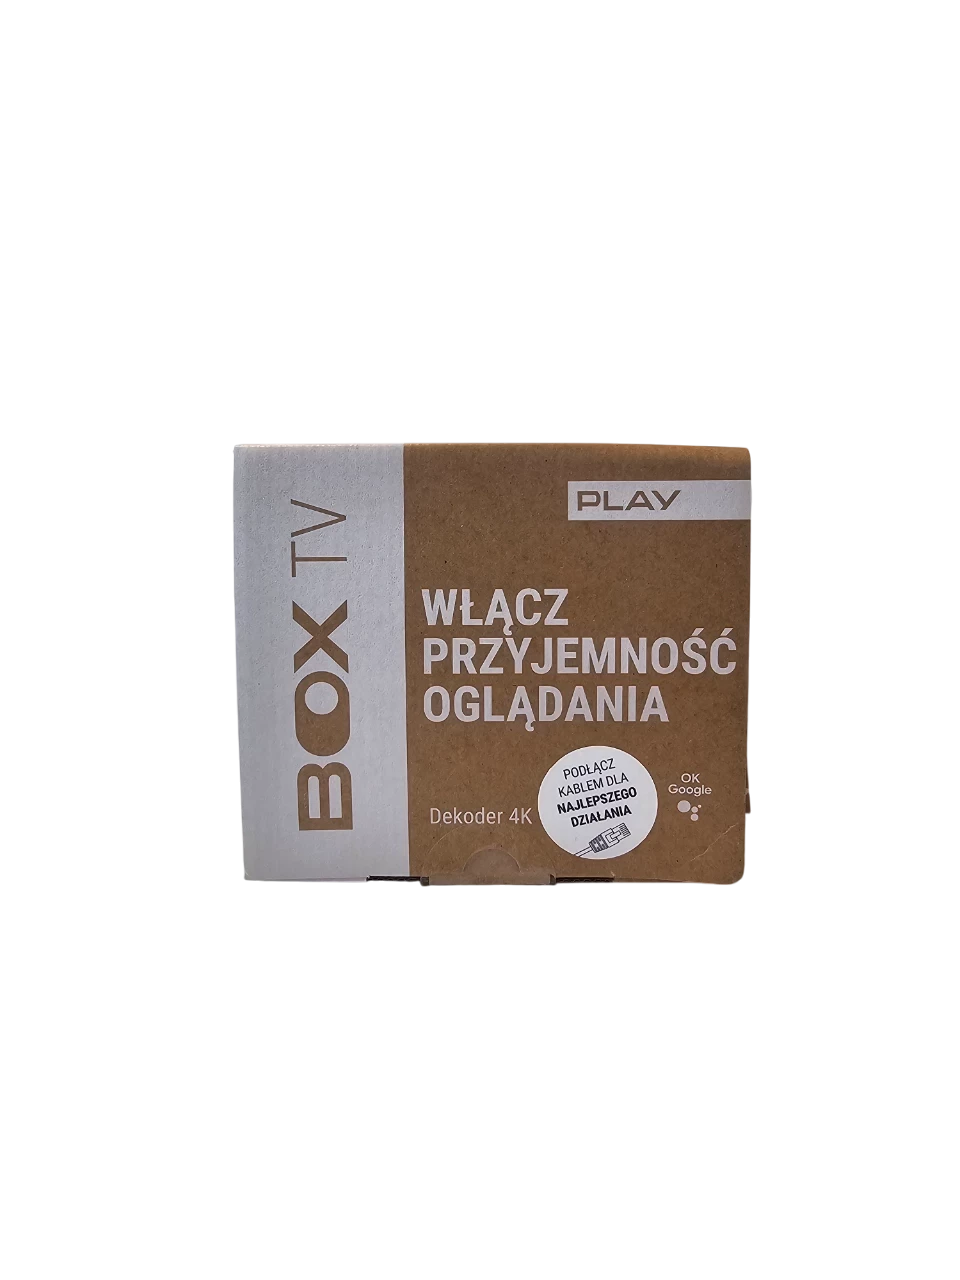 BOX TV
PLAY
WŁĄCZ
PRZYJEMNOŚĆ
OGLĄDANIA
Dekoder 4K
PODŁĄCZ
KABLEM DLA
NAJLEPSZEGO
DZIAŁANIA
OK
Google